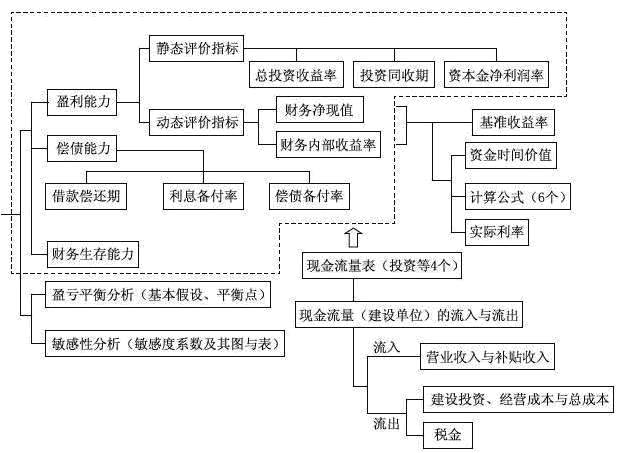 静态评价指标
总投资收益率
投资同收期
资本金净利润率
盈利能力
动态评价指标
财务净现值
财务内部收益率
基准收益率
资金时间价值
计算公式（6个）
实际利率
偿债能力
借款偿还期
利息备付率
偿债备付率
财务生存能力
现金流量表（投资等4个）
盈亏平衡分析（基本假设、平衡点）
现金流量（建设单位）的流入与流出
敏感性分析（敏感度系数及其图与表）
流入
营业收入与补贴收入
流出
建设投资、经营成本与总成本
税金